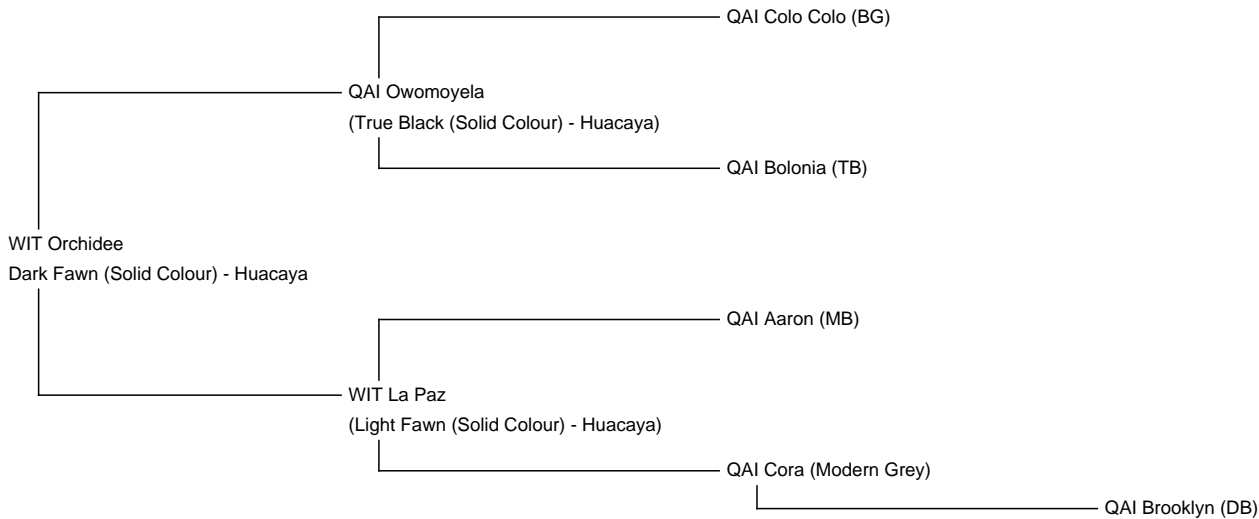 QAI Colo Colo (BG)
QAI Owomoyela
(True Black (Solid Colour) - Huacaya)
QAI Bolonia (TB)
WIT Orchidee
Dark Fawn (Solid Colour) - Huacaya
QAI Aaron (MB)
WIT La Paz
(Light Fawn (Solid Colour) - Huacaya)
QAI Cora (Modern Grey)
QAI Brooklyn (DB)